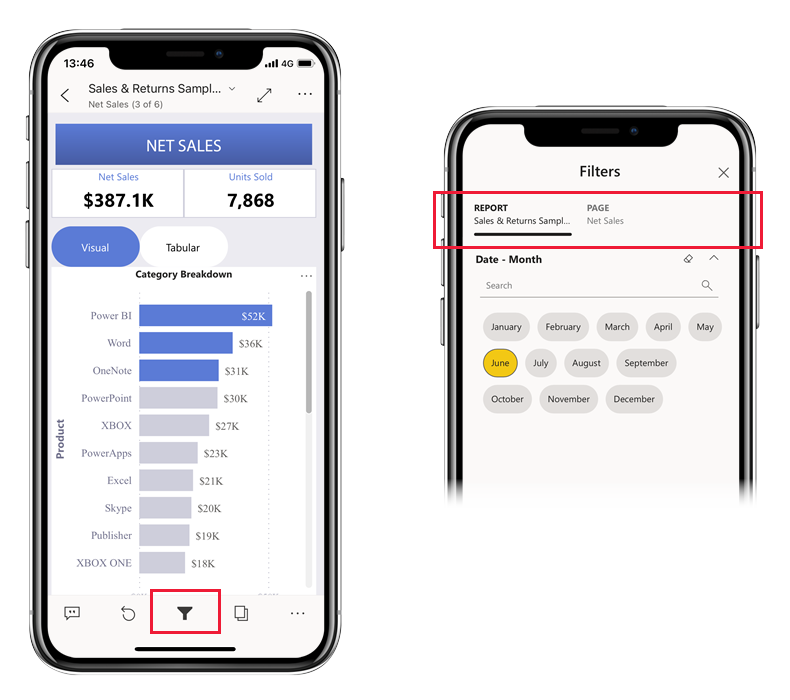 13:46
4G
Sales & Returns Sampl...
Net Sales (3 of 6)
NET SALES
Net Sales
Units Sold
$387.1K
7,868
Visual
Tabular
Category Breakdown
Product
Power BI
$52K
Word
$36K
OneNote
$31K
PowerPoint
$30K
XBOX
$27K
PowerApps
$23K
Excel
$21K
Skype
$20K
Publisher
$19K
XBOX ONE
$18K
Filters
REPORT
Sales & Returns Sampl...
PAGE
Net Sales
Date - Month
Search
January February March April May
June July August September
October November December